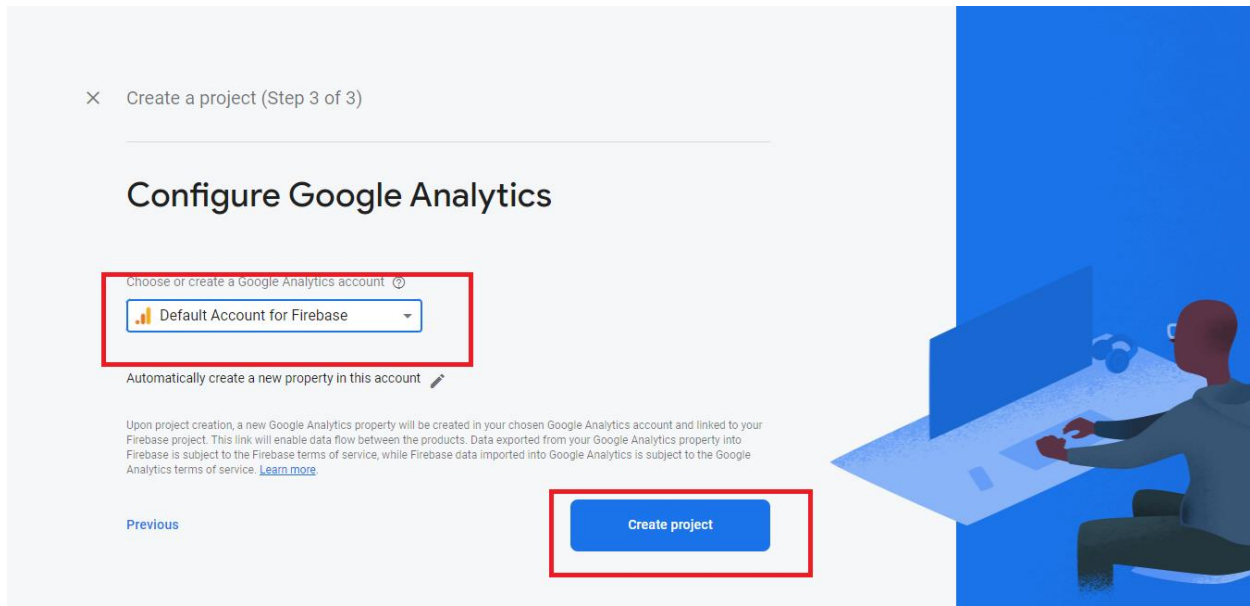 Create a project (Step 3 of 3)
Configure Google Analytics
Choose or create a Google Analytics account
Default Account for Firebase
Automatically create a new property in this account
Upon project creation, a new Google Analytics property will be created in your chosen Google Analytics account and linked to your
Firebase project. This link will enable data flow between the products. Data exported from your Google Analytics property into
Firebase is subject to the Firebase terms of service, while Firebase data imported into Google Analytics is subject to the Google
Analytics terms of service. Learn more.
Previous
Create project